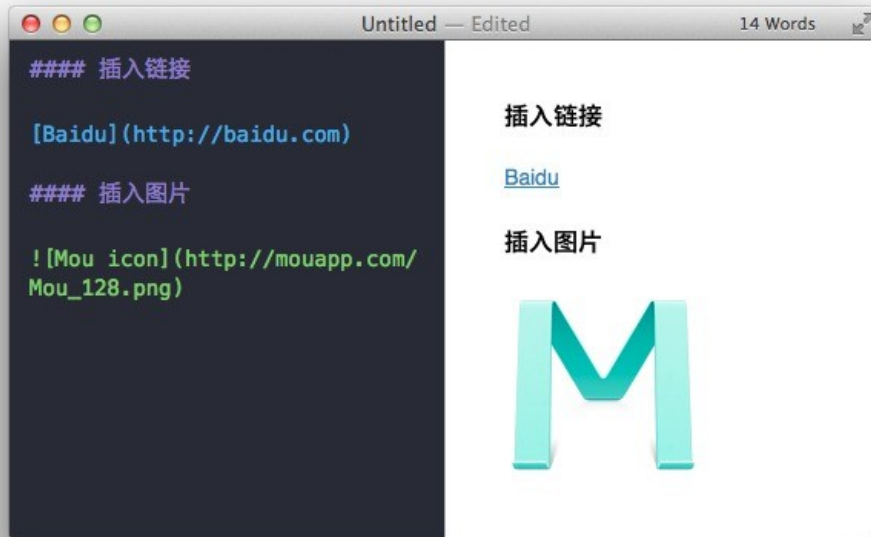 Untitled — Edited
14 Words
#### 插入链接
[Baidu](http://baidu.com)
#### 插入图片
![Mou icon](http://mouapp.com/
Mou_128.png)
插入链接
Baidu
插入图片